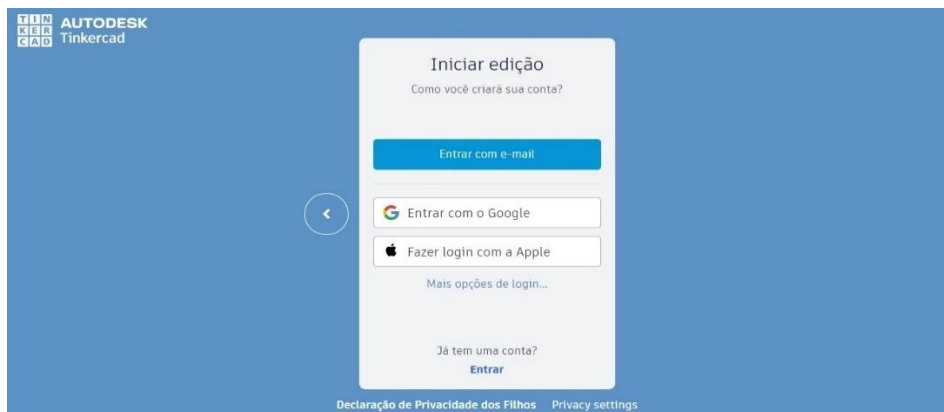 TIN
KER
CAD
AUTODESK
Tinkercad
Iniciar edição
Como você criará sua conta?
Entrar com e-mail
Entrar com o Google
Fazer login com a Apple
Mais opções de login...
Já tem uma conta?
Entrar
Declaração de Privacidade dos Filhos Privacy settings